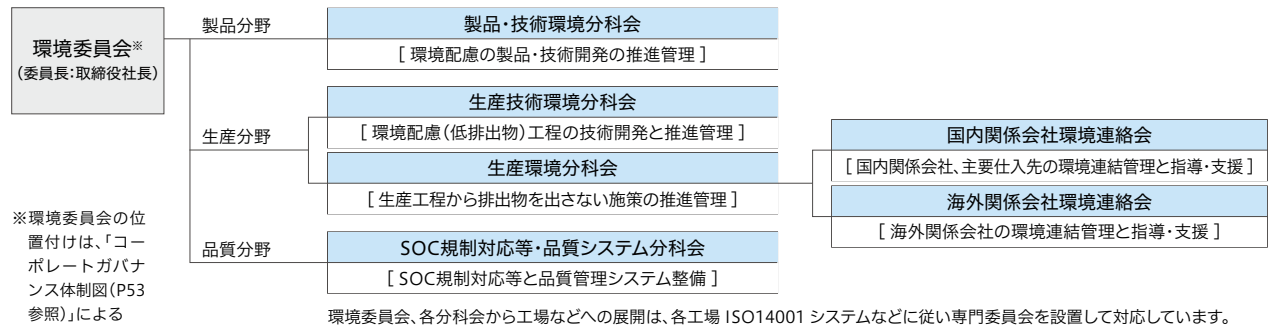 環境委員会※
(委員長:取締役社長)
製品分野
製品・技術環境分科会
[ 環境配慮の製品・技術開発の推進管理 ]
生産分野
生産技術環境分科会
[ 環境配慮(低排出物)工程の技術開発と推進管理 ]
生産環境分科会
[ 生産工程から排出物を出さない施策の推進管理 ]
国内関係会社環境連絡会
[ 国内関係会社、主要仕入先の環境連結管理と指導・支援 ]
海外関係会社環境連絡会
[ 海外関係会社の環境連結管理と指導・支援 ]
品質分野
SOC規制対応等・品質システム分科会
[ SOC規制対応等と品質管理システム整備 ]
※環境委員会の位
置付けは、「コー
ポレートガバナ
ンス体制図(P53
参照)」による
環境委員会、各分科会から工場などへの展開は、各工場 ISO14001 システムなどに従い専門委員会を設置して対応しています。